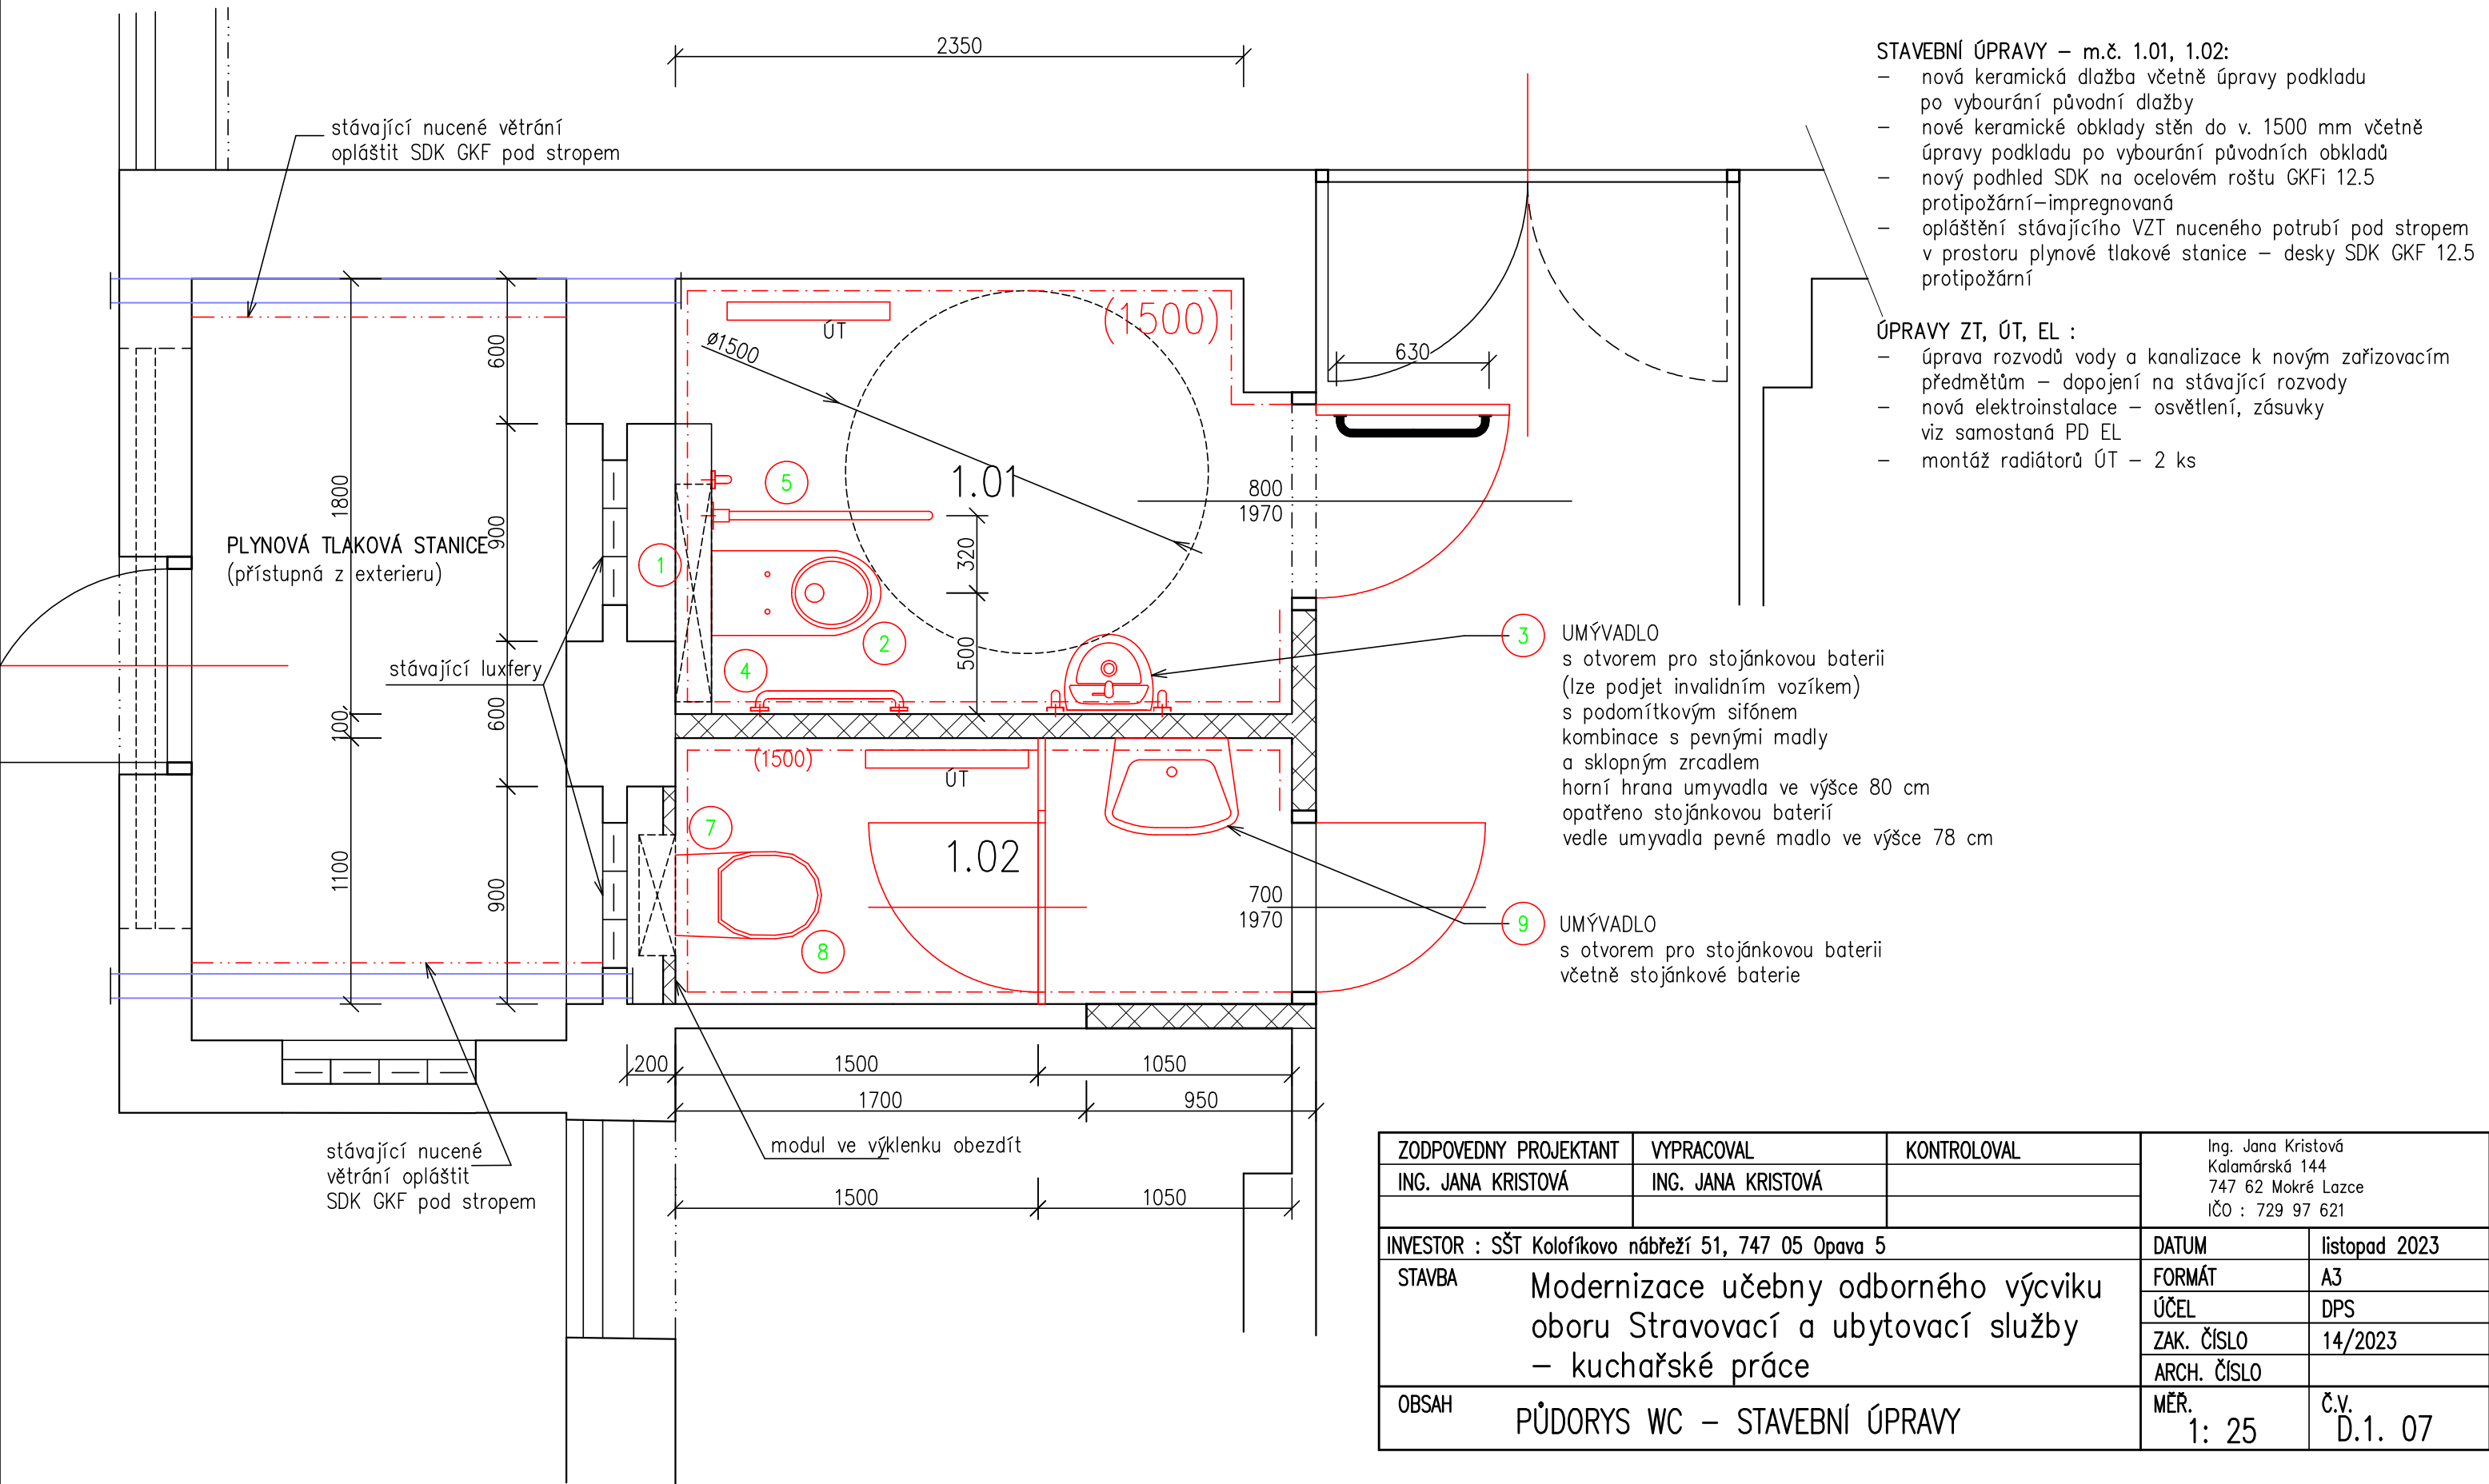 2350
stávající nucené větrání
opláštit SDK GKF pod stropem
STAVEBNÍ ÚPRAVY – m.č. 1.01, 1.02:
– nová keramická dlažba včetně úpravy podkladu
po vybourání původní dlažby
– nové keramické obklady stěn do v. 1500 mm včetně
úpravy podkladu po vybourání původních obkladů
– nový podhled SDK na ocelovém roštu GKFi 12.5
protipožární–impregnovaná
– opláštění stávajícího VZT nuceného potrubí pod stropem
v prostoru plynové tlakové stanice – desky SDK GKF 12.5
protipožární
ÚPRAVY ZT, ÚT, EL :
– úprava rozvodů vody a kanalizace k novým zařizovacím
předmětům – dopojení na stávající rozvody
– nová elektroinstalace – osvětlení, zásuvky
viz samostaná PD EL
– montáž radiátorů ÚT – 2 ks
(1500)
ÚT
ø1500
600
630
1800
900
5
1.01
800
1970
PLYNOVÁ TLAKOVÁ STANICE
(přístupná z exterieru)
1
320
2
500
4
stávající luxfery
3
UMÝVADLO
s otvorem pro stojánkovou baterii
(lze podjet invalidním vozíkem)
s podomítkovým sifónem
kombinace s pevnými madly
a sklopným zrcadlem
horní hrana umyvadla ve výšce 80 cm
opatřeno stojánkovou baterií
vedle umyvadla pevné madlo ve výšce 78 cm
100
600
(1500)
ÚT
7
1.02
1100
900
8
700
1970
9
UMÝVADLO
s otvorem pro stojánkovou baterii
včetně stojánkové baterie
200
1500
1050
1700
950
modul ve výklenku obezdít
stávající nucené
větrání opláštit
SDK GKF pod stropem
1500
1050
ZODPOVEDNY PROJEKTANT
VYPRACOVAL
KONTROLOVAL
ING. JANA KRISTOVÁ
ING. JANA KRISTOVÁ
Ing. Jana Kristová
Kalamárská 144
747 62 Mokré Lazce
IČO : 729 97 621
INVESTOR : SŠT Kolofíkovo nábřeží 51, 747 05 Opava 5
STAVBA
Modernizace učebny odborného výcviku
oboru Stravovací a ubytovací služby
– kuchařské práce
DATUM listopad 2023
FORMÁT A3
ÚČEL DPS
ZAK. ČÍSLO 14/2023
ARCH. ČÍSLO
OBSAH
PŮDORYS WC – STAVEBNÍ ÚPRAVY
MĚŘ.
1: 25
Č.V.
D.1. 07